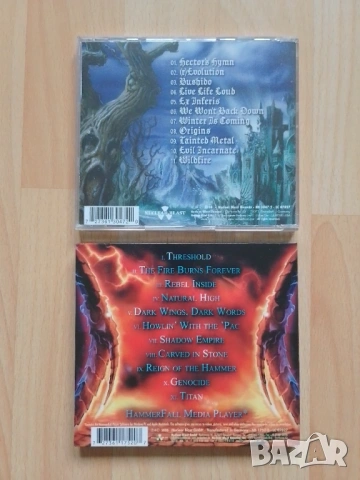 01. Hector's Hymn
02. (r)Evolution
03. Bushido
04. Live Life Loud
05. Ex Inferis
06. We Won't Back Down
07. Winter Is Coming
08. Origins
09. Tainted Metal
10. Evil Incarnate
11. Wildfire
NUCLEAR BLAST
I. THRESHOLD
II. THE FIRE BURNS FOREVER
III. REBEL INSIDE
IV. NATURAL HIGH
V. DARK WINGS, DARK WORDS
VI. HOWLIN' WITH THE 'PAC
VII. SHADOW EMPIRE
VIII. CARVED IN STONE
IX. REIGN OF THE HAMMER
X. GENOCIDE
XI. TITAN
HAMMERFALL MEDIA PLAYER
bazar.bg